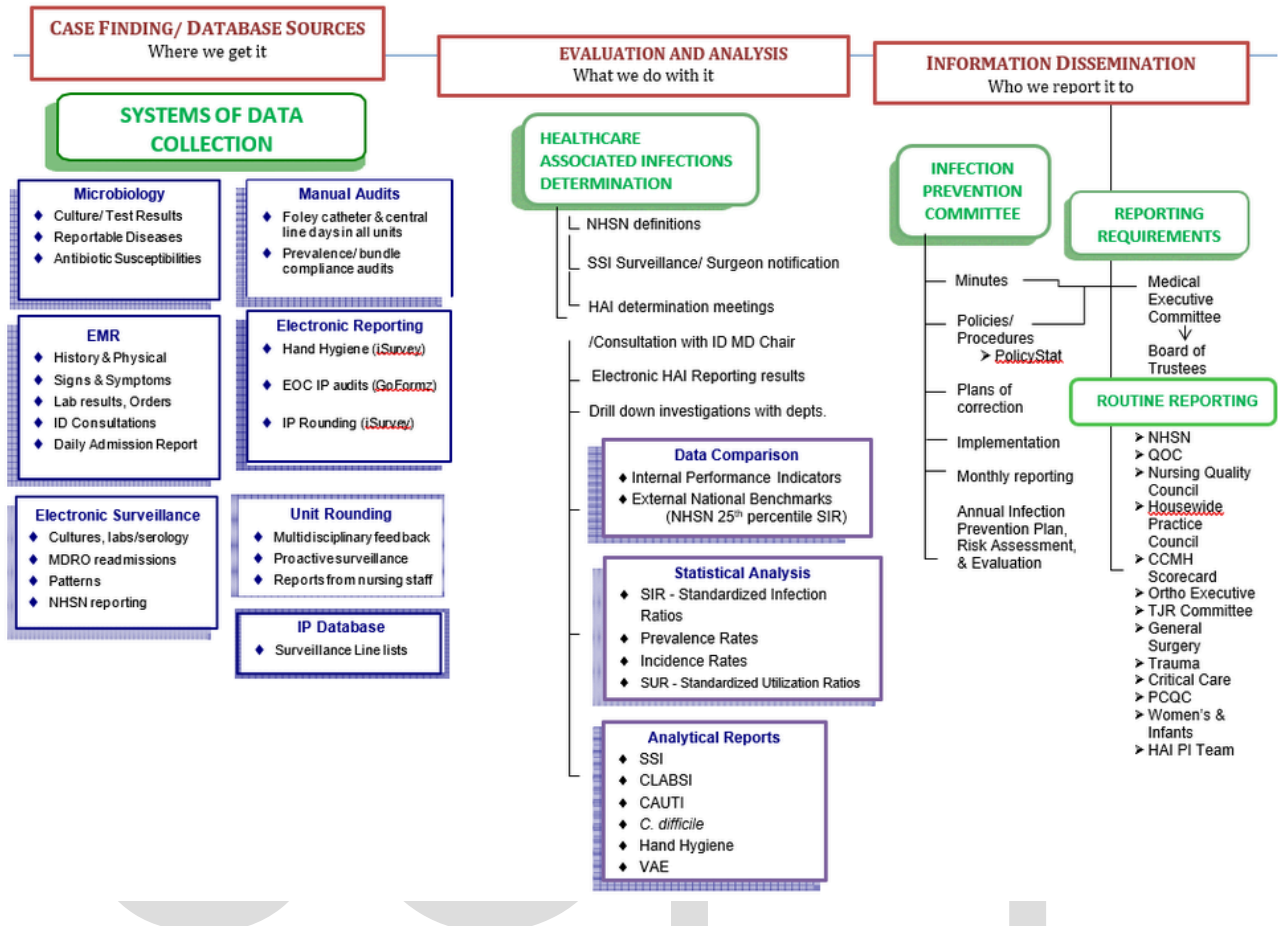 CASE FINDING/ DATABASE SOURCES
Where we get it
SYSTEMS OF DATA
COLLECTION
Microbiology
♦ Culture/ Test Results
♦ Reportable Diseases
♦ Antibiotic Susceptibilities
Manual Audits
♦ Foley catheter & central
line days in all units
♦ Prevalence/ bundle
compliance audits
EMR
♦ History & Physical
♦ Signs & Symptoms
♦ Lab results, Orders
♦ ID Consultations
♦ Daily Admission Report
Electronic Reporting
♦ Hand Hygiene (iSurvey)
♦ EOC IP audits (GoFormz)
♦ IP Rounding (iSurvey)
Electronic Surveillance
♦ Cultures, labs/serology
♦ MDRO readmissions
♦ Patterns
♦ NHSN reporting
Unit Rounding
♦ Multidisciplinary feedback
♦ Proactive surveillance
♦ Reports from nursing staff
IP Database
♦ Surveillance Line lists
EVALUATION AND ANALYSIS
What we do with it
HEALTHCARE
ASSOCIATED INFECTIONS
DETERMINATION
NHSN definitions
SSI Surveillance/ Surgeon notification
HAI determination meetings
/Consultation with ID MD Chair
Electronic HAI Reporting results
Drill down investigations with depts.
Data Comparison
♦ Internal Performance Indicators
♦ External National Benchmarks
(NHSN 25th percentile SIR)
Statistical Analysis
♦ SIR - Standardized Infection
Ratios
♦ Prevalence Rates
♦ Incidence Rates
♦ SUR - Standardized Utilization Ratios
Analytical Reports
♦ SSI
♦ CLABSI
♦ CAUTI
♦ C. difficile
♦ Hand Hygiene
♦ VAE
INFORMATION DISSEMINATION
Who we report it to
INFECTION
PREVENTION
COMMITTEE
Minutes
Policies/
Procedures
➢ PolicyStat
Plans of
correction
Implementation
Monthly reporting
Annual Infection
Prevention Plan,
Risk Assessment,
& Evaluation
REPORTING
REQUIREMENTS
Medical
Executive
Committee
↓
Board of
Trustees
ROUTINE REPORTING
➢ NHSN
➢ QOC
➢ Nursing Quality
Council
➢ Housewide
Practice
Council
➢ CCMH
Scorecard
➢ Ortho Executive
➢ TJR Committee
➢ General
Surgery
➢ Trauma
➢ Critical Care
➢ PCQC
➢ Women's &
Infants
➢ HAI PI Team